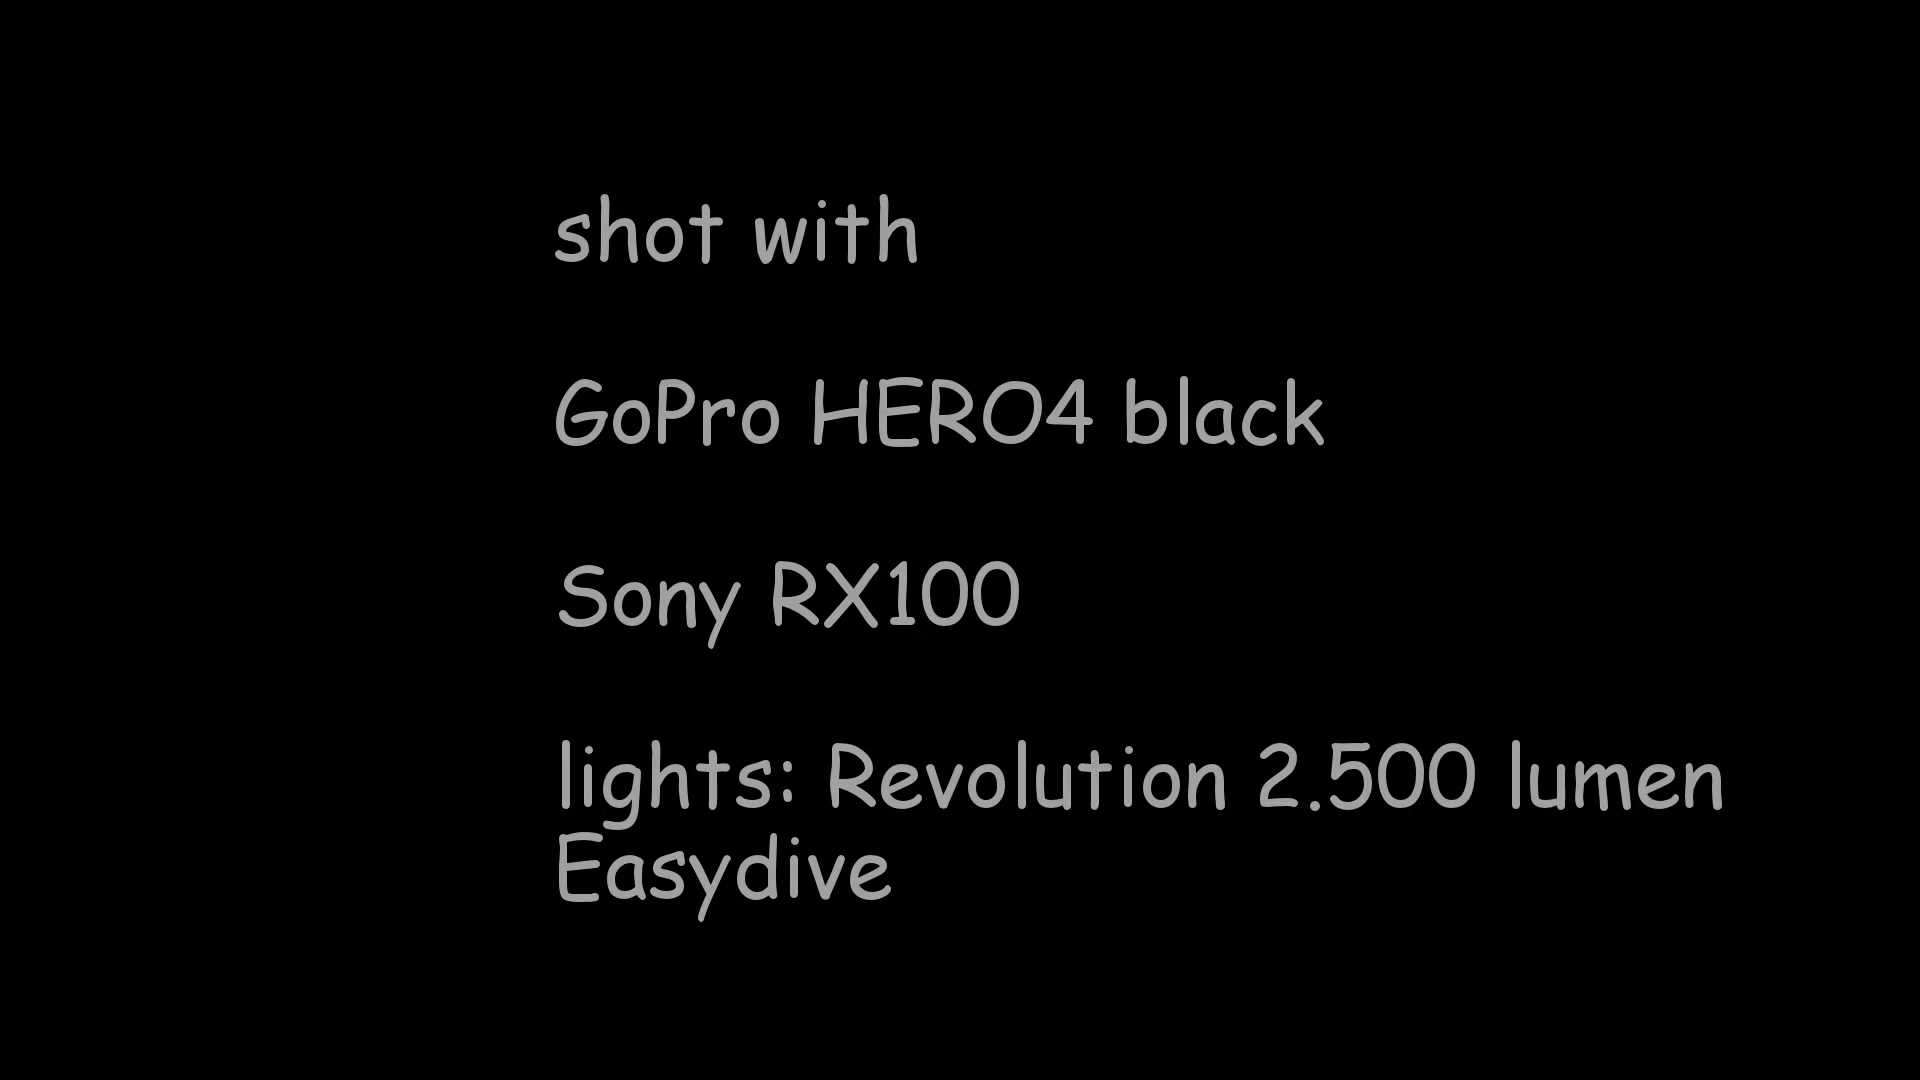 shot with
GoPro HERO4 black
Sony RX100
lights: Revolution 2.500 lumen
Easydive